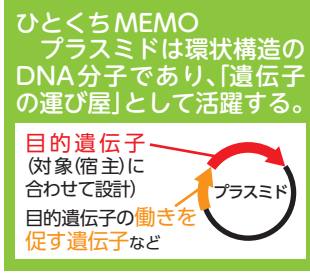 ひとくちMEMO
プラスミドは環状構造の
DNA分子であり、「遺伝子
の運び屋」として活躍する。
目的遺伝子
(対象(宿主)に
合わせて設計)
プラスミド
目的遺伝子の働きを
促す遺伝子など